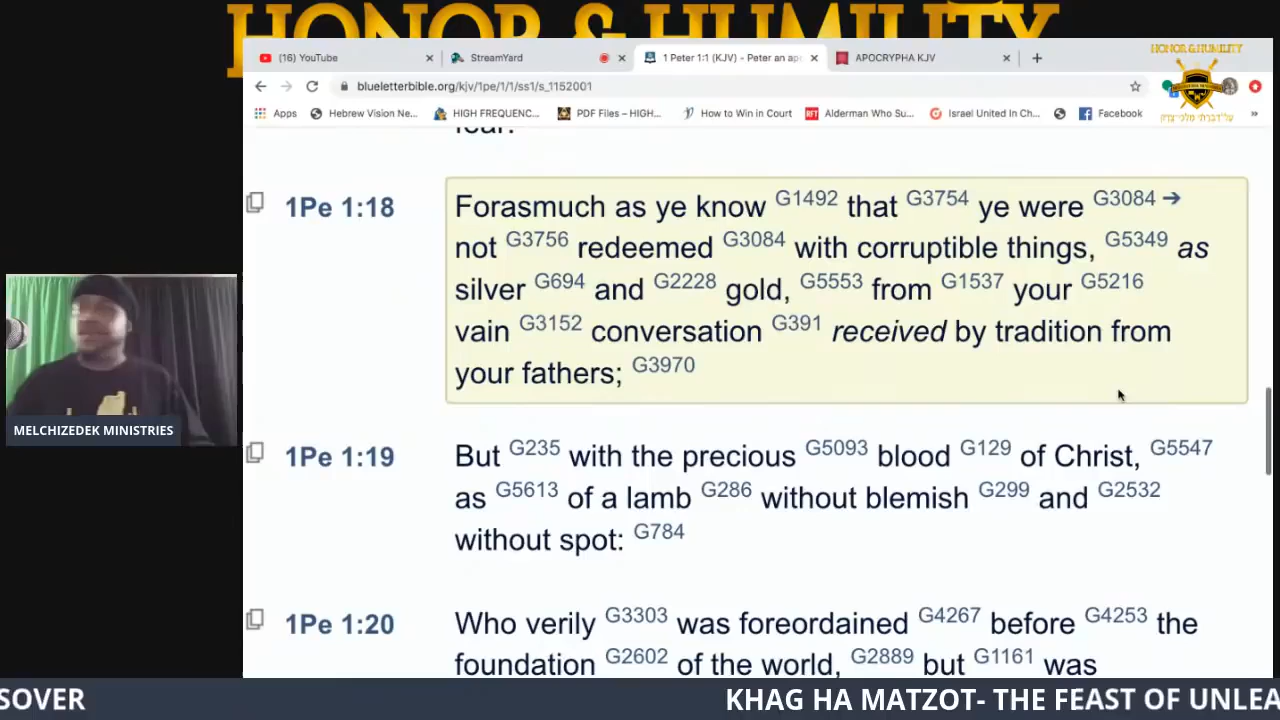 HONOR & HUMILITY
(16) YouTube
StreamYard
1 Peter 1:1 (KJV) - Peter an ap
APOCRYPHA KJV
HONOR & HUMILITY
blueletterbible.org/kjv/1pe/1/1/ss1/s_1152001
Apps
Hebrew Vision Ne...
HIGH FREQUENC...
PDF Files – HIGH...
How to Win in Court
Alderman Who Su...
Israel United In Ch...
Facebook
»
fear:
1Pe 1:18
Forasmuch as ye know G1492 that G3754 ye were G3084 ➔
not G3756 redeemed G3084 with corruptible things, G5349 as
silver G694 and G2228 gold, G5553 from G1537 your G5216
vain G3152 conversation G391 received by tradition from
your fathers; G3970
MELCHIZEDEK MINISTRIES
1Pe 1:19
But G235 with the precious G5093 blood G129 of Christ, G5547
as G5613 of a lamb G286 without blemish G299 and G2532
without spot: G784
1Pe 1:20
Who verily G3303 was foreordained G4267 before G4253 the
foundation G2602 of the world, G2889 but G1161 was
SOVER
KHAG HA MATZOT- THE FEAST OF UNLEA